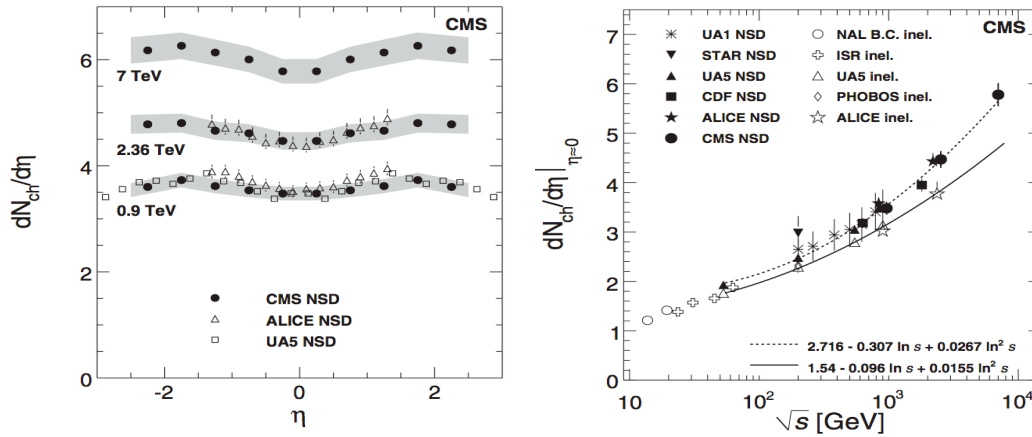 CMS
7 TeV
2.36 TeV
0.9 TeV
CMS NSD
ALICE NSD
UA5 NSD
dN_ch/dη
0
2
4
6
-2
-1
0
1
2
η
CMS
UA1 NSD
STAR NSD
UA5 NSD
CDF NSD
ALICE NSD
CMS NSD
NAL B.C. inel.
ISR inel.
UA5 inel.
PHOBOS inel.
ALICE inel.
2.716 - 0.307 ln s + 0.0267 ln² s
1.54 - 0.096 ln s + 0.0155 ln² s
dN_ch/dη|η=0
0
1
2
3
4
5
6
7
10
10²
10³
10⁴
√s [GeV]